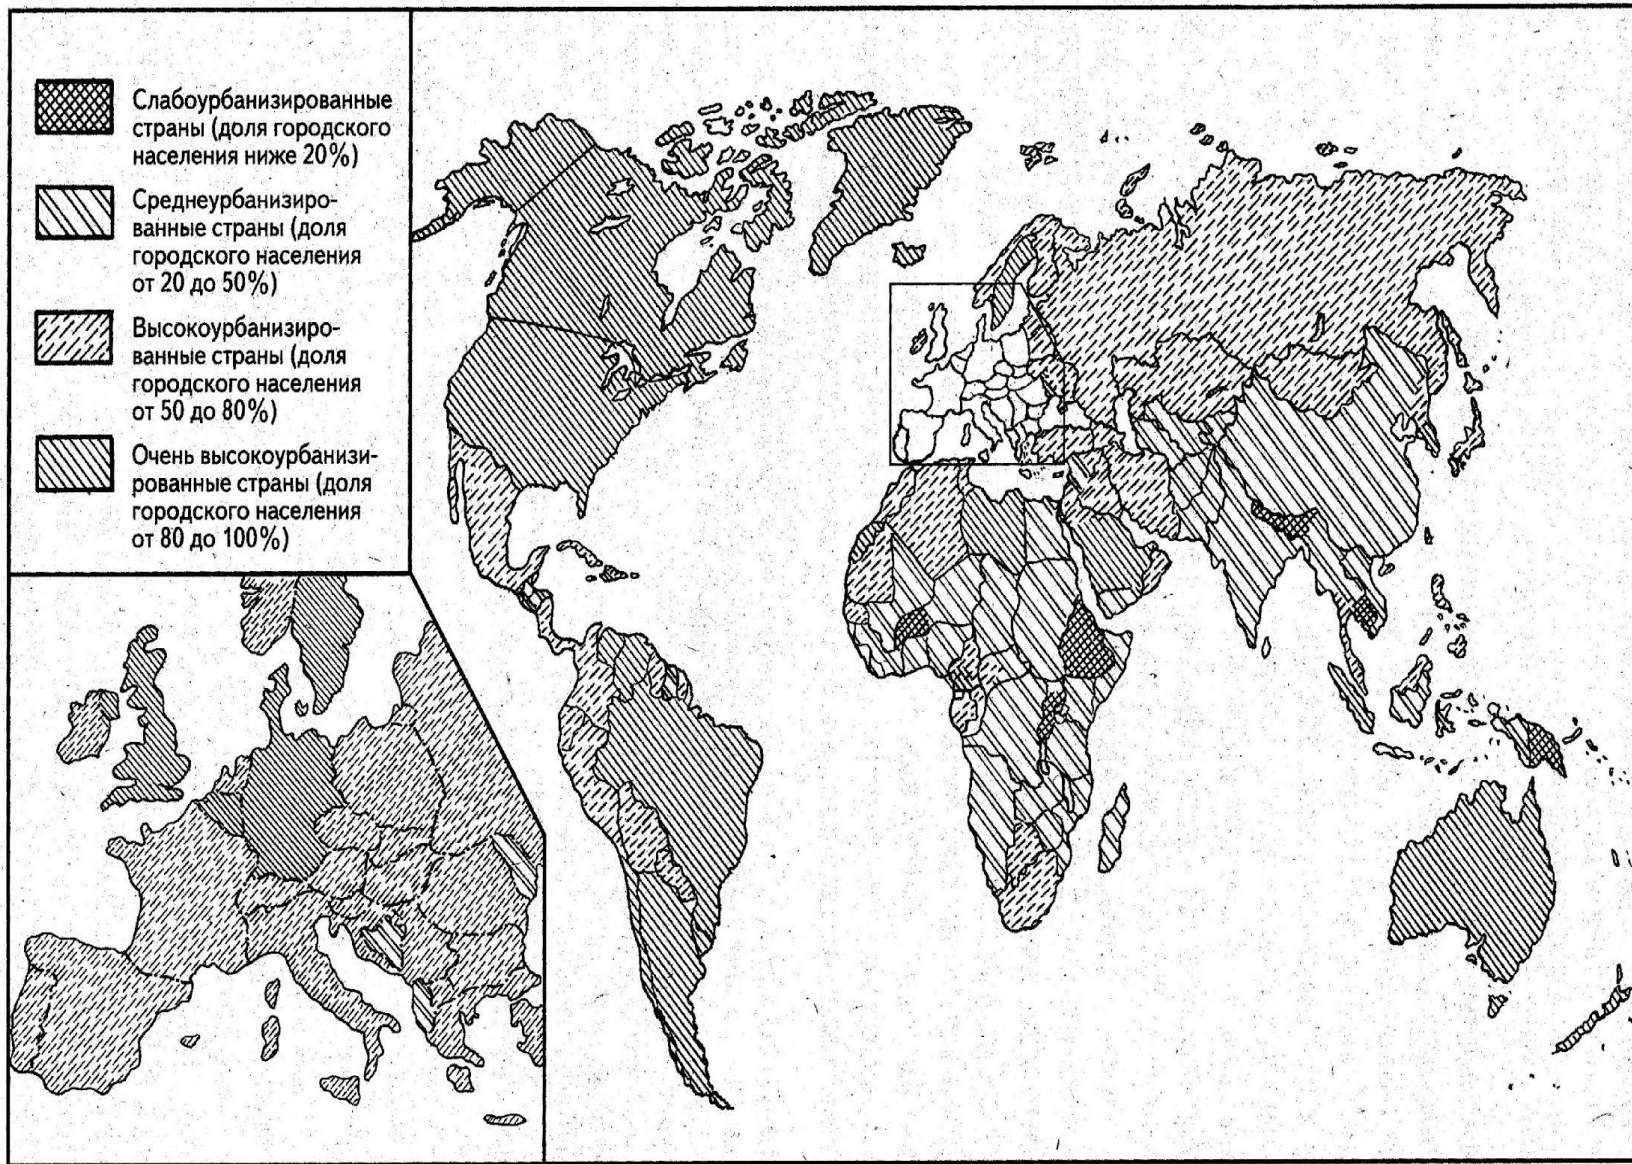 Слабоурбанизированные
страны (доля городского
населения ниже 20%)
Среднеурбанизиро-
ванные страны (доля
городского населения
от 20 до 50%)
Высокоурбанизиро-
ванные страны (доля
городского населения
от 50 до 80%)
Очень высокоурбанизи-
рованные страны (доля
городского населения
от 80 до 100%)